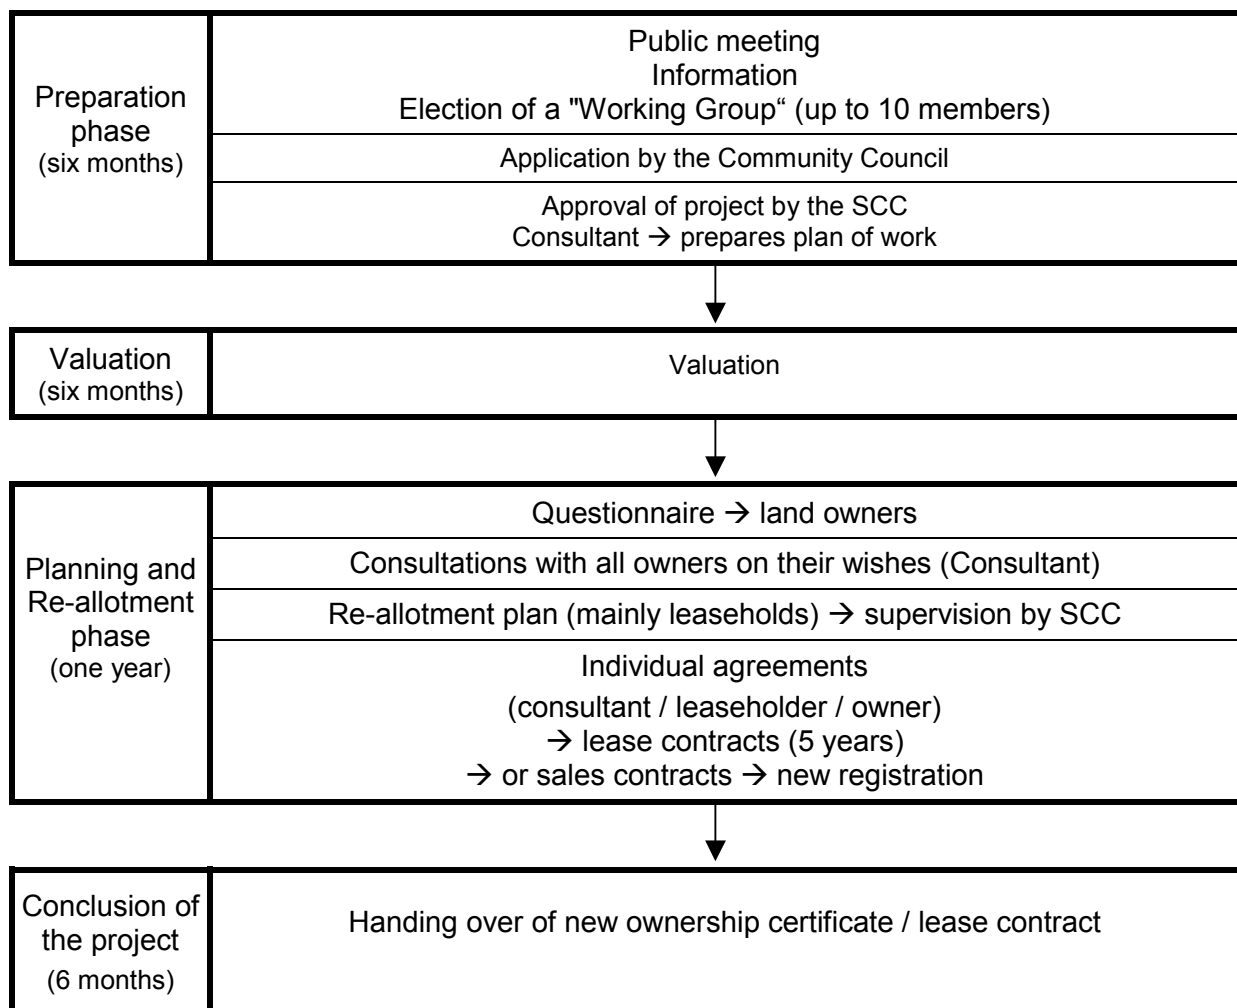 Preparation
phase
(six months)
Public meeting
Information
Election of a "Working Group“ (up to 10 members)
Application by the Community Council
Approval of project by the SCC
Consultant → prepares plan of work
Valuation
(six months)
Valuation
Planning and
Re-allotment
phase
(one year)
Questionnaire → land owners
Consultations with all owners on their wishes (Consultant)
Re-allotment plan (mainly leaseholds) → supervision by SCC
Individual agreements
(consultant / leaseholder / owner)
→ lease contracts (5 years)
→ or sales contracts → new registration
Conclusion of
the project
(6 months)
Handing over of new ownership certificate / lease contract